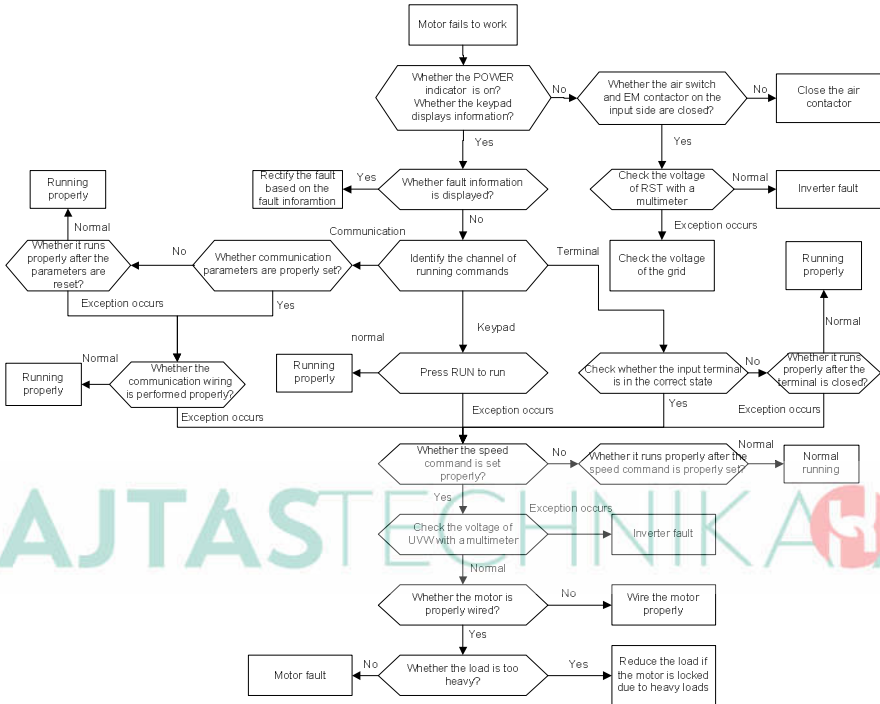 Motor fails to work
Whether the POWER
indicator is on?
Whether the keypad
displays information?
No
Whether the air switch
and EM contactor on the
input side are closed?
No
Close the air
contactor
Yes
Yes
Running
properly
Rectify the fault
based on the
fault inforamtion
Yes
Whether fault information
is displayed?
Check the voltage
of RST with a
multimeter
Normal
Inverter fault
No
Exception occurs
Normal
Communication
Whether it runs
properly after the
parameters are
reset?
No
Whether communication
parameters are properly set?
Identify the channel of
running commands
Terminal
Check the voltage
of the grid
Running
properly
Exception occurs
Yes
Keypad
Normal
normal
Normal
Running
properly
Whether the
communication wiring
is performed properly?
Running
properly
Press RUN to run
Check whether the input terminal
is in the correct state
No
Whether it runs
properly after the
terminal is closed?
Exception occurs
Exception occurs
Yes
Exception occurs
Whether the speed
command is set
properly?
No
Whether it runs properly after the
speed command is properly set?
Normal
Normal
running
Yes
Check the voltage of
UVW with a multimeter
Exception occurs
Inverter fault
Normal
AJTÁSTECHNIKA
Whether the motor is
properly wired?
No
Wire the motor
properly
Yes
Motor fault
No
Whether the load is too
heavy?
Yes
Reduce the load if
the motor is locked
due to heavy loads